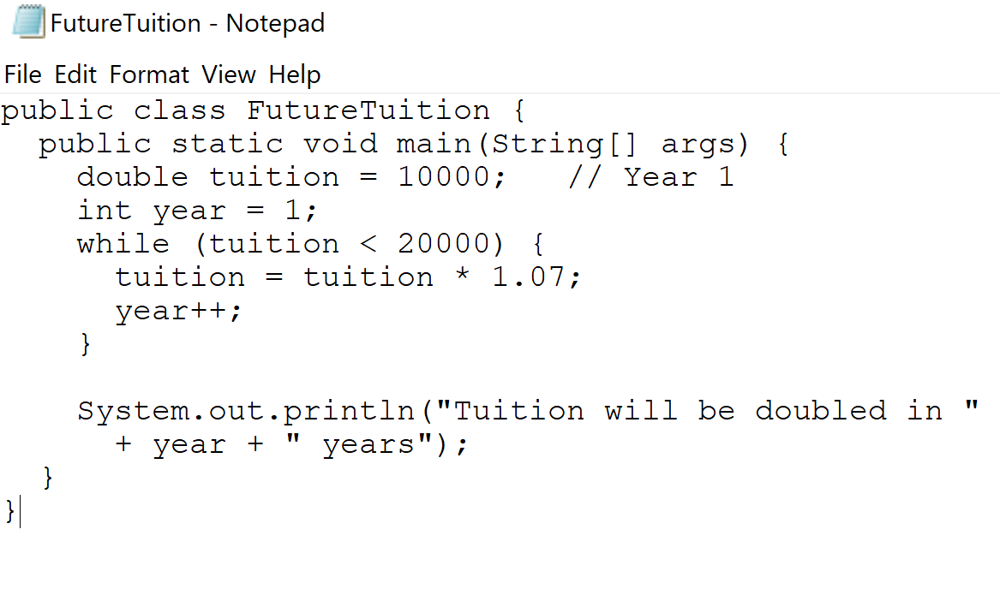 FutureTuition - Notepad
File Edit Format View Help
public class FutureTuition {
  public static void main(String[] args) {
    double tuition = 10000;   // Year 1
    int year = 1;
    while (tuition < 20000) {
      tuition = tuition * 1.07;
      year++;
    }

    System.out.println("Tuition will be doubled in "
      + year + " years");
  }
}